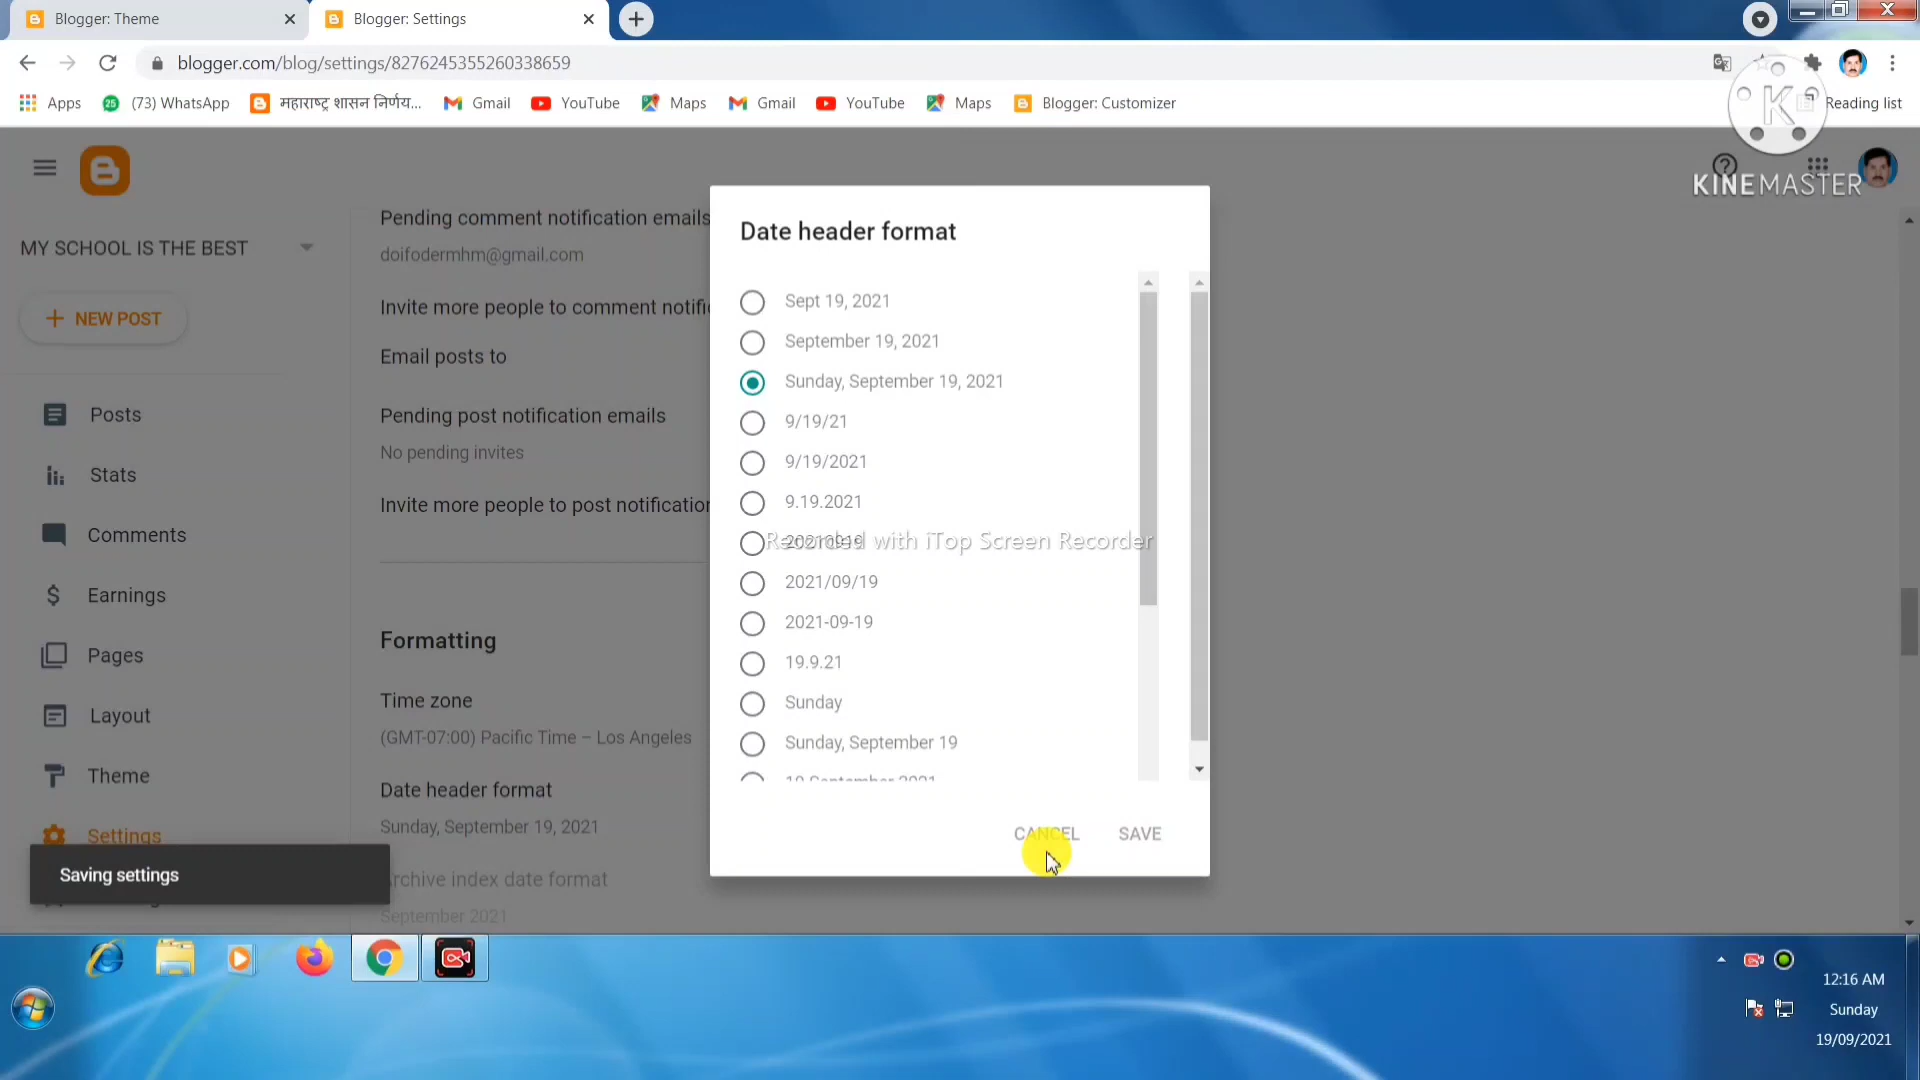 Blogger: Theme
Blogger: Settings
blogger.com/blog/settings/8276245355260338659
Apps
25
(73) WhatsApp
महाराष्ट्र शासन निर्णय...
Gmail
YouTube
Maps
Gmail
YouTube
Maps
Blogger: Customizer
Reading list
K
KINEMASTER
MY SCHOOL IS THE BEST
NEW POST
Posts
Stats
Comments
Earnings
Pages
Layout
Theme
Settings
Saving settings
Pending comment notification emails
doifodermhm@gmail.com
Invite more people to comment notifi
Email posts to
Pending post notification emails
No pending invites
Invite more people to post notification
Formatting
Time zone
(GMT-07:00) Pacific Time – Los Angeles
Date header format
Sunday, September 19, 2021
rchive index date format
September 2021
Date header format
Sept 19, 2021
September 19, 2021
Sunday, September 19, 2021
9/19/21
9/19/2021
9.19.2021
20210919
Recorded with iTop Screen Recorder
2021/09/19
2021-09-19
19.9.21
Sunday
Sunday, September 19
19 September 2021
CANCEL
SAVE
12:16 AM
Sunday
19/09/2021